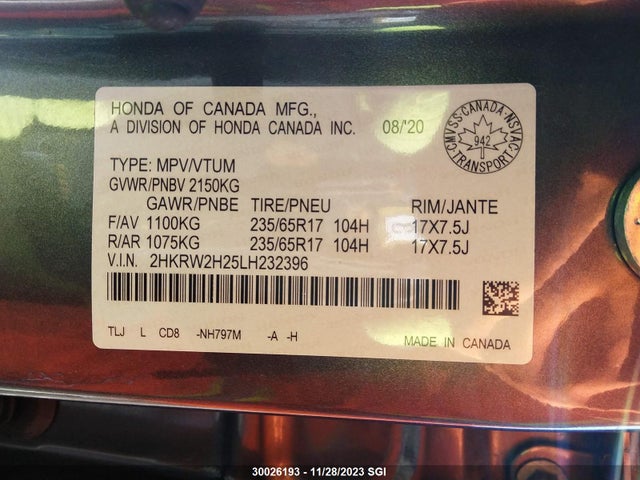 HONDA OF CANADA MFG.,
A DIVISION OF HONDA CANADA INC. 08/'20
CMVSS·CANADA·NSVAC
942
TRANSPORT
TYPE: MPV/VTUM
GVWR/PNBV 2150KG
GAWR/PNBE TIRE/PNEU RIM/JANTE
F/AV 1100KG 235/65R17 104H 17X7.5J
R/AR 1075KG 235/65R17 104H 17X7.5J
V.I.N. 2HKRW2H25LH232396
TLJ L CD8 -NH797M -A -H MADE IN CANADA
30026193 - 11/28/2023 SGI